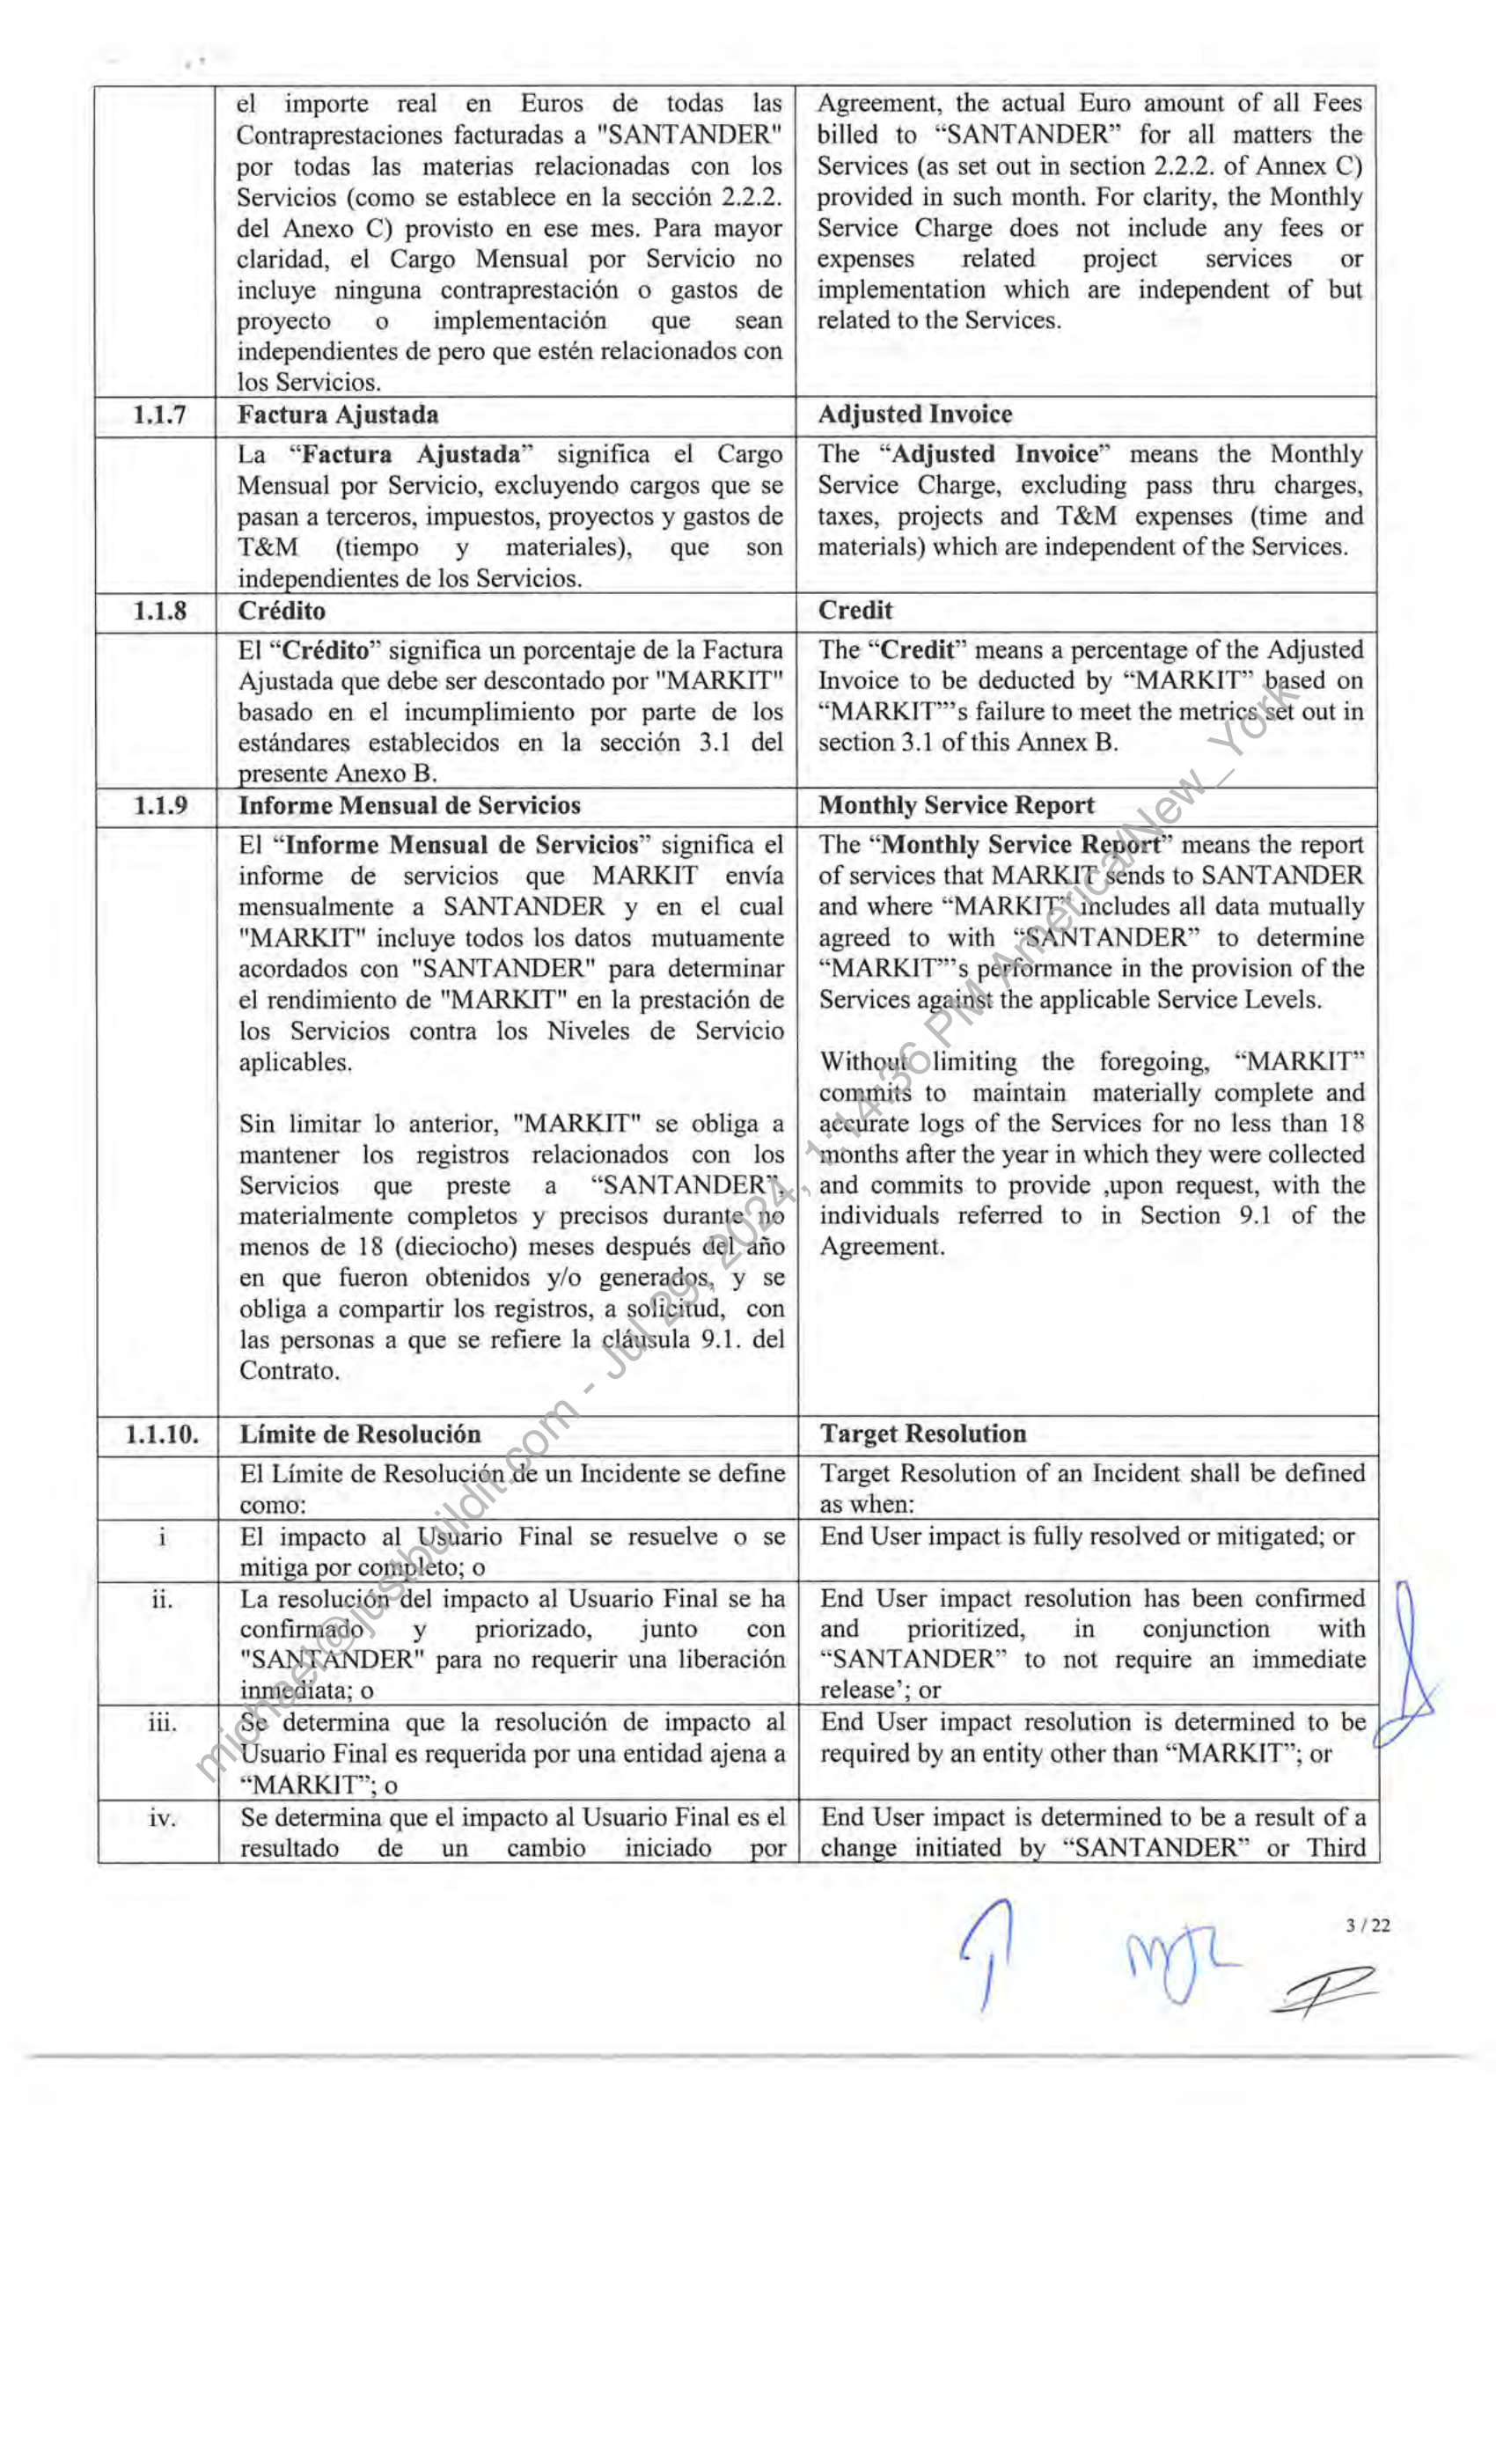 el importe real en Euros de todas las
Contraprestaciones facturadas a "SANTANDER"
por todas las materias relacionadas con los
Servicios (como se establece en la sección 2.2.2.
del Anexo C) provisto en ese mes. Para mayor
claridad, el Cargo Mensual por Servicio no
incluye ninguna contraprestación o gastos de
proyecto o implementación que sean
independientes de pero que estén relacionados con
los Servicios.
Agreement, the actual Euro amount of all Fees
billed to “SANTANDER” for all matters the
Services (as set out in section 2.2.2. of Annex C)
provided in such month. For clarity, the Monthly
Service Charge does not include any fees or
expenses related project services or
implementation which are independent of but
related to the Services.
1.1.7 Factura Ajustada Adjusted Invoice
La “Factura Ajustada” significa el Cargo
Mensual por Servicio, excluyendo cargos que se
pasan a terceros, impuestos, proyectos y gastos de
T&M (tiempo y materiales), que son
independientes de los Servicios.
The “Adjusted Invoice” means the Monthly
Service Charge, excluding pass thru charges,
taxes, projects and T&M expenses (time and
materials) which are independent of the Services.
1.1.8 Crédito Credit
El “Crédito” significa un porcentaje de la Factura
Ajustada que debe ser descontado por "MARKIT"
basado en el incumplimiento por parte de los
estándares establecidos en la sección 3.1 del
presente Anexo B.
The “Credit” means a percentage of the Adjusted
Invoice to be deducted by “MARKIT” based on
“MARKIT”'s failure to meet the metrics set out in
section 3.1 of this Annex B.
1.1.9 Informe Mensual de Servicios Monthly Service Report
El “Informe Mensual de Servicios” significa el
informe de servicios que MARKIT envía
mensualmente a SANTANDER y en el cual
"MARKIT" incluye todos los datos mutuamente
acordados con "SANTANDER" para determinar
el rendimiento de "MARKIT" en la prestación de
los Servicios contra los Niveles de Servicio
aplicables.
Sin limitar lo anterior, "MARKIT" se obliga a
mantener los registros relacionados con los
Servicios que preste a “SANTANDER”,
materialmente completos y precisos durante no
menos de 18 (dieciocho) meses después del año
en que fueron obtenidos y/o generados, y se
obliga a compartir los registros, a solicitud, con
las personas a que se refiere la cláusula 9.1. del
Contrato.
The “Monthly Service Report” means the report
of services that MARKIT sends to SANTANDER
and where “MARKIT” includes all data mutually
agreed to with “SANTANDER” to determine
“MARKIT”'s performance in the provision of the
Services against the applicable Service Levels.
Without limiting the foregoing, “MARKIT”
commits to maintain materially complete and
accurate logs of the Services for no less than 18
months after the year in which they were collected
and commits to provide ,upon request, with the
individuals referred to in Section 9.1 of the
Agreement.
1.1.10. Límite de Resolución Target Resolution
El Límite de Resolución de un Incidente se define
como:
Target Resolution of an Incident shall be defined
as when:
i El impacto al Usuario Final se resuelve o se
mitiga por completo; o
End User impact is fully resolved or mitigated; or
ii. La resolución del impacto al Usuario Final se ha
confirmado y priorizado, junto con
"SANTANDER" para no requerir una liberación
inmediata; o
End User impact resolution has been confirmed
and prioritized, in conjunction with
“SANTANDER” to not require an immediate
release’; or
iii. Se determina que la resolución de impacto al
Usuario Final es requerida por una entidad ajena a
“MARKIT”; o
End User impact resolution is determined to be
required by an entity other than “MARKIT”; or
iv. Se determina que el impacto al Usuario Final es el
resultado de un cambio iniciado por
End User impact is determined to be a result of a
change initiated by “SANTANDER” or Third
3 / 22
michael@justbuildit.com - Jul 29, 2024, 1:14:36 PM America/New_York